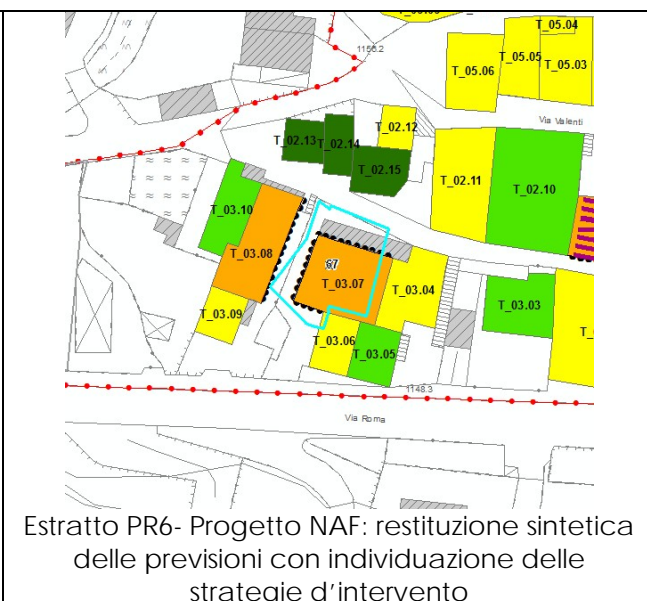 T_05.04
1156.2
T_05.06
T_05.05
T_05.03
Via Valenti
T_02.12
T_02.13
T_02.14
T_02.15
T_02.11
T_02.10
T_03.10
T_03.08
67
T_03.07
T_03.04
T_03.03
T_03.09
T_03.06
T_03.05
1148.3
Via Roma
Estratto PR6- Progetto NAF: restituzione sintetica
delle previsioni con individuazione delle
strategie d'intervento